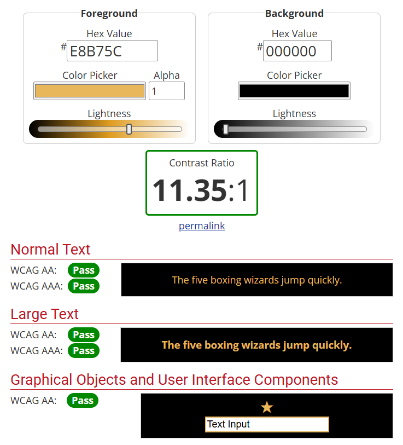 Foreground
Hex Value
# E8B75C
Color Picker Alpha
1
Lightness
Background
Hex Value
# 000000
Color Picker
Lightness
Contrast Ratio
11.35:1
permalink
Normal Text
WCAG AA: Pass
WCAG AAA: Pass
The five boxing wizards jump quickly.
Large Text
WCAG AA: Pass
WCAG AAA: Pass
The five boxing wizards jump quickly.
Graphical Objects and User Interface Components
WCAG AA: Pass
Text Input